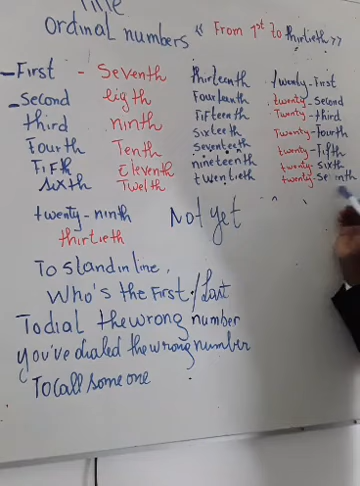 Title
Ordinal numbers « From 1st to thirtieth »
- First
- Second
third
Fourth
FiFth
sixth
- Seventh
eigth
ninth
Tenth
Eleventh
Twelth
thirteenth
Fourteenth
FiFteenth
sixteeth
seventeeth
nineteenth
twentieth
twenty-First
twenty-Second
Twenty-third
Twenty-Fourth
twenty-Fifth
twenty-Sixth
twenty-
twenty-ninth
thirtieth
Not yet
To stand in line,
Who's the First / Last
To dial the wrong number
you've dialed the wrong number
To call some one